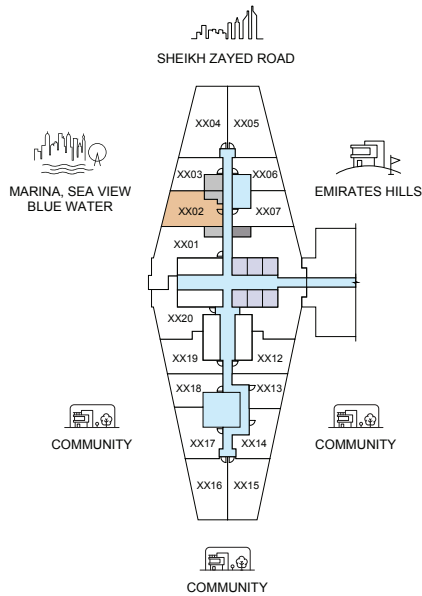 SHEIKH ZAYED ROAD
XX04
XX05
XX03
XX06
MARINA, SEA VIEW
BLUE WATER
EMIRATES HILLS
XX02
XX07
XX01
XX20
XX19
XX12
XX18
XX13
COMMUNITY
COMMUNITY
XX17
XX14
XX16
XX15
COMMUNITY